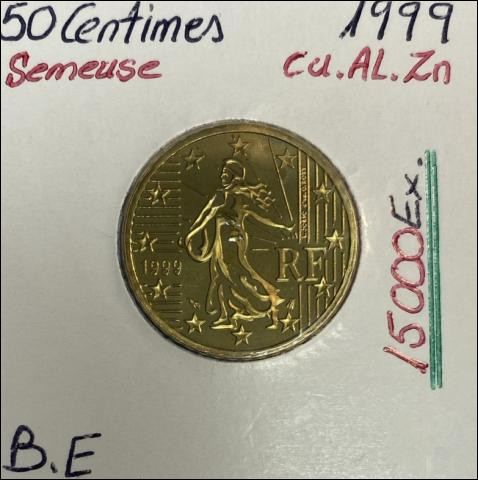 50 Centimes 1999
Semeuse Cu.AL.Zn
15000 Ex.
1999
RF
B.E